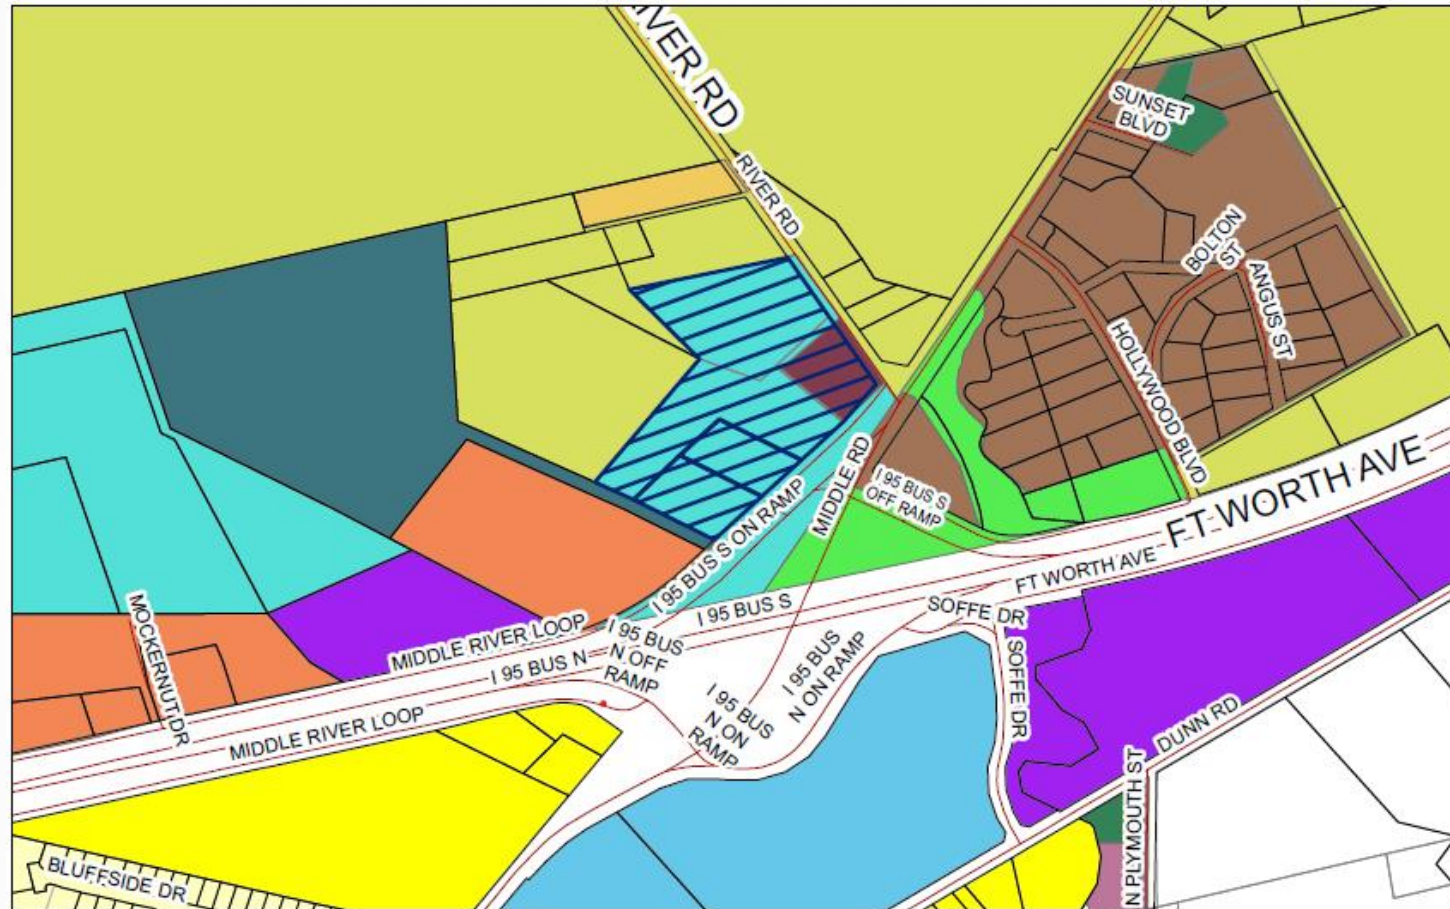 IVER RD
SUNSET
BLVD
RIVER RD
BOLTON
ST
ANGUS ST
HOLLYWOOD BLVD
MIDDLE RD
I 95 BUS S
OFF RAMP
FT WORTH AVE
I 95 BUS S ON RAMP
FT WORTH AVE
MOCKERNUT DR
MIDDLE RIVER LOOP
I 95 BUS S
SOFFE DR
I 95 BUS
N OFF
RAMP
I 95 BUS N
I 95 BUS
N ON RAMP
SOFFE DR
I 95 BUS
N ON
RAMP
MIDDLE RIVER LOOP
DUNN RD
N PLYMOUTH ST
BLUFFSIDE DR